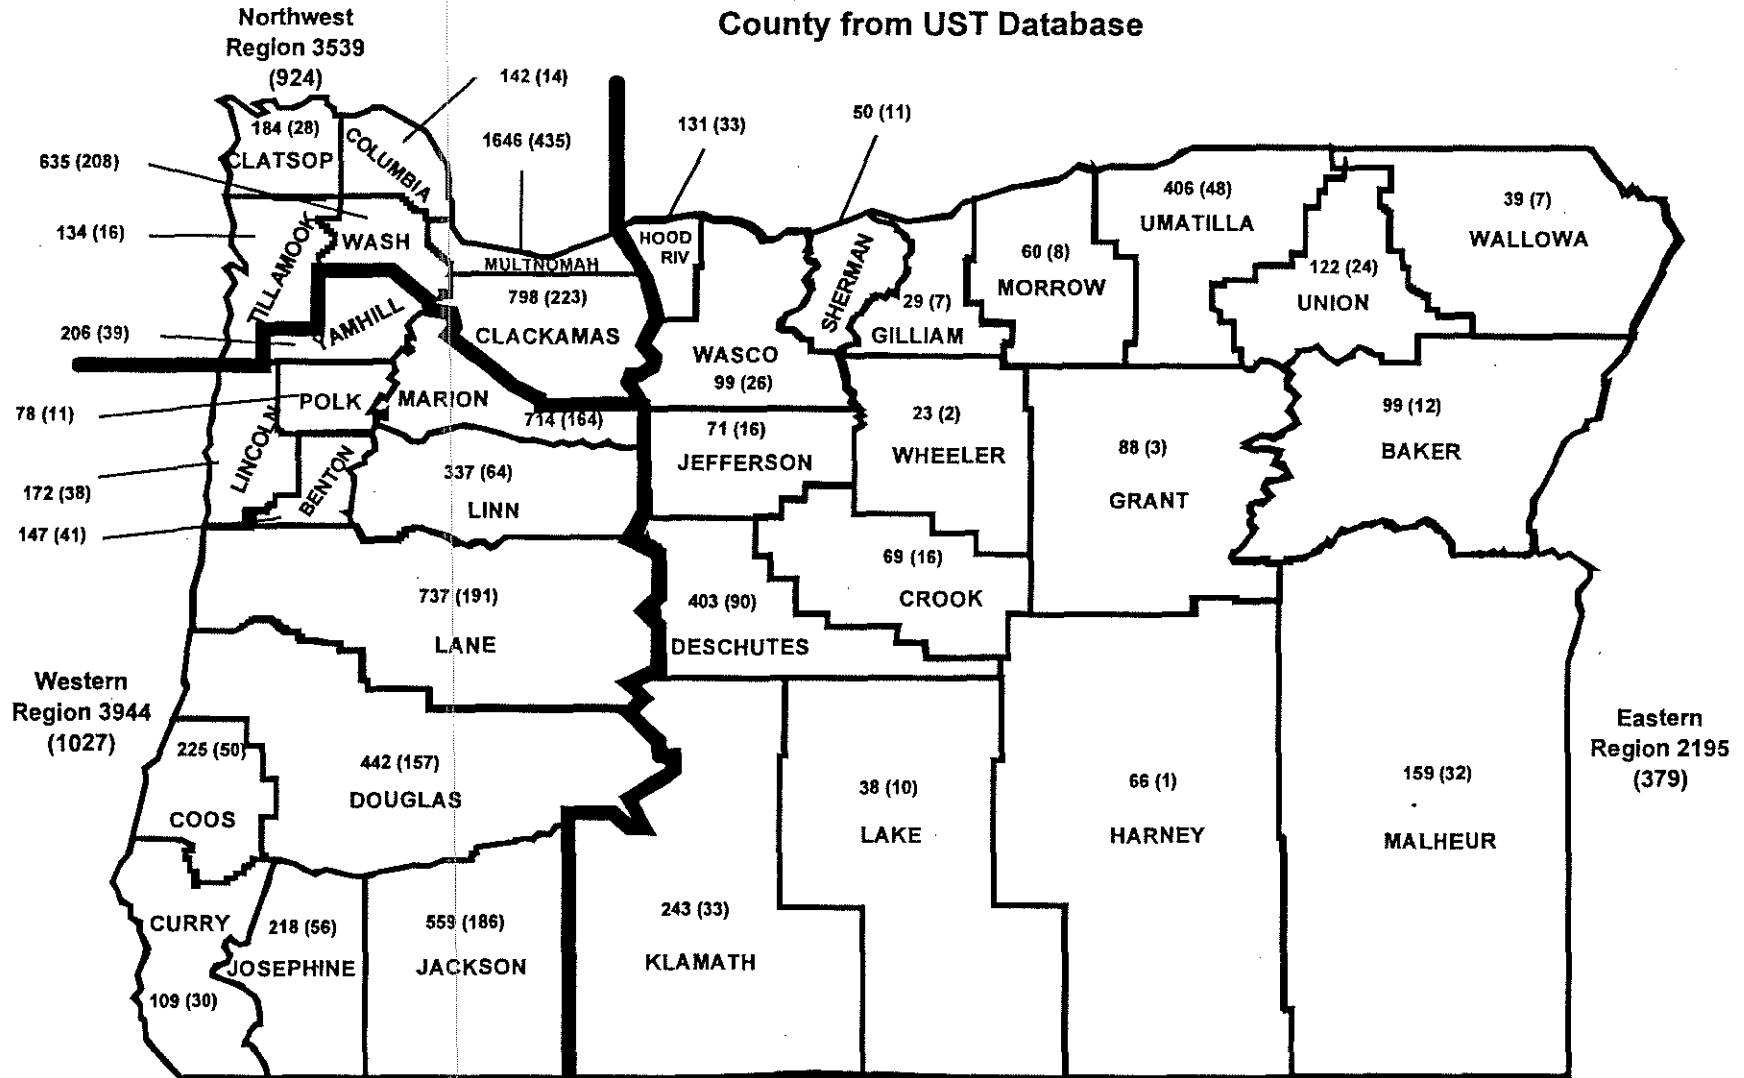 County from UST Database
Northwest
Region 3539
(924)
142 (14)
1646 (435)
131 (33)
50 (11)
184 (28)
CLATSOP
COLUMBIA
635 (208)
134 (16)
TILLAMOOK
WASH
MULTNOMAH
HOOD
RIV
SHERMAN
29 (7)
GILLIAM
60 (8)
MORROW
406 (48)
UMATILLA
122 (24)
UNION
39 (7)
WALLOWA
206 (39)
YAMHILL
798 (223)
CLACKAMAS
WASCO
99 (26)
78 (11)
POLK
MARION
714 (164)
71 (16)
JEFFERSON
23 (2)
WHEELER
88 (3)
GRANT
99 (12)
BAKER
172 (38)
LINCOLN
147 (41)
BENTON
337 (64)
LINN
69 (16)
CROOK
737 (191)
LANE
403 (90)
DESCHUTES
Western
Region 3944
(1027)
225 (50)
COOS
442 (157)
DOUGLAS
38 (10)
LAKE
66 (1)
HARNEY
159 (32)
MALHEUR
Eastern
Region 2195
(379)
CURRY
109 (30)
218 (56)
JOSEPHINE
559 (186)
JACKSON
243 (33)
KLAMATH